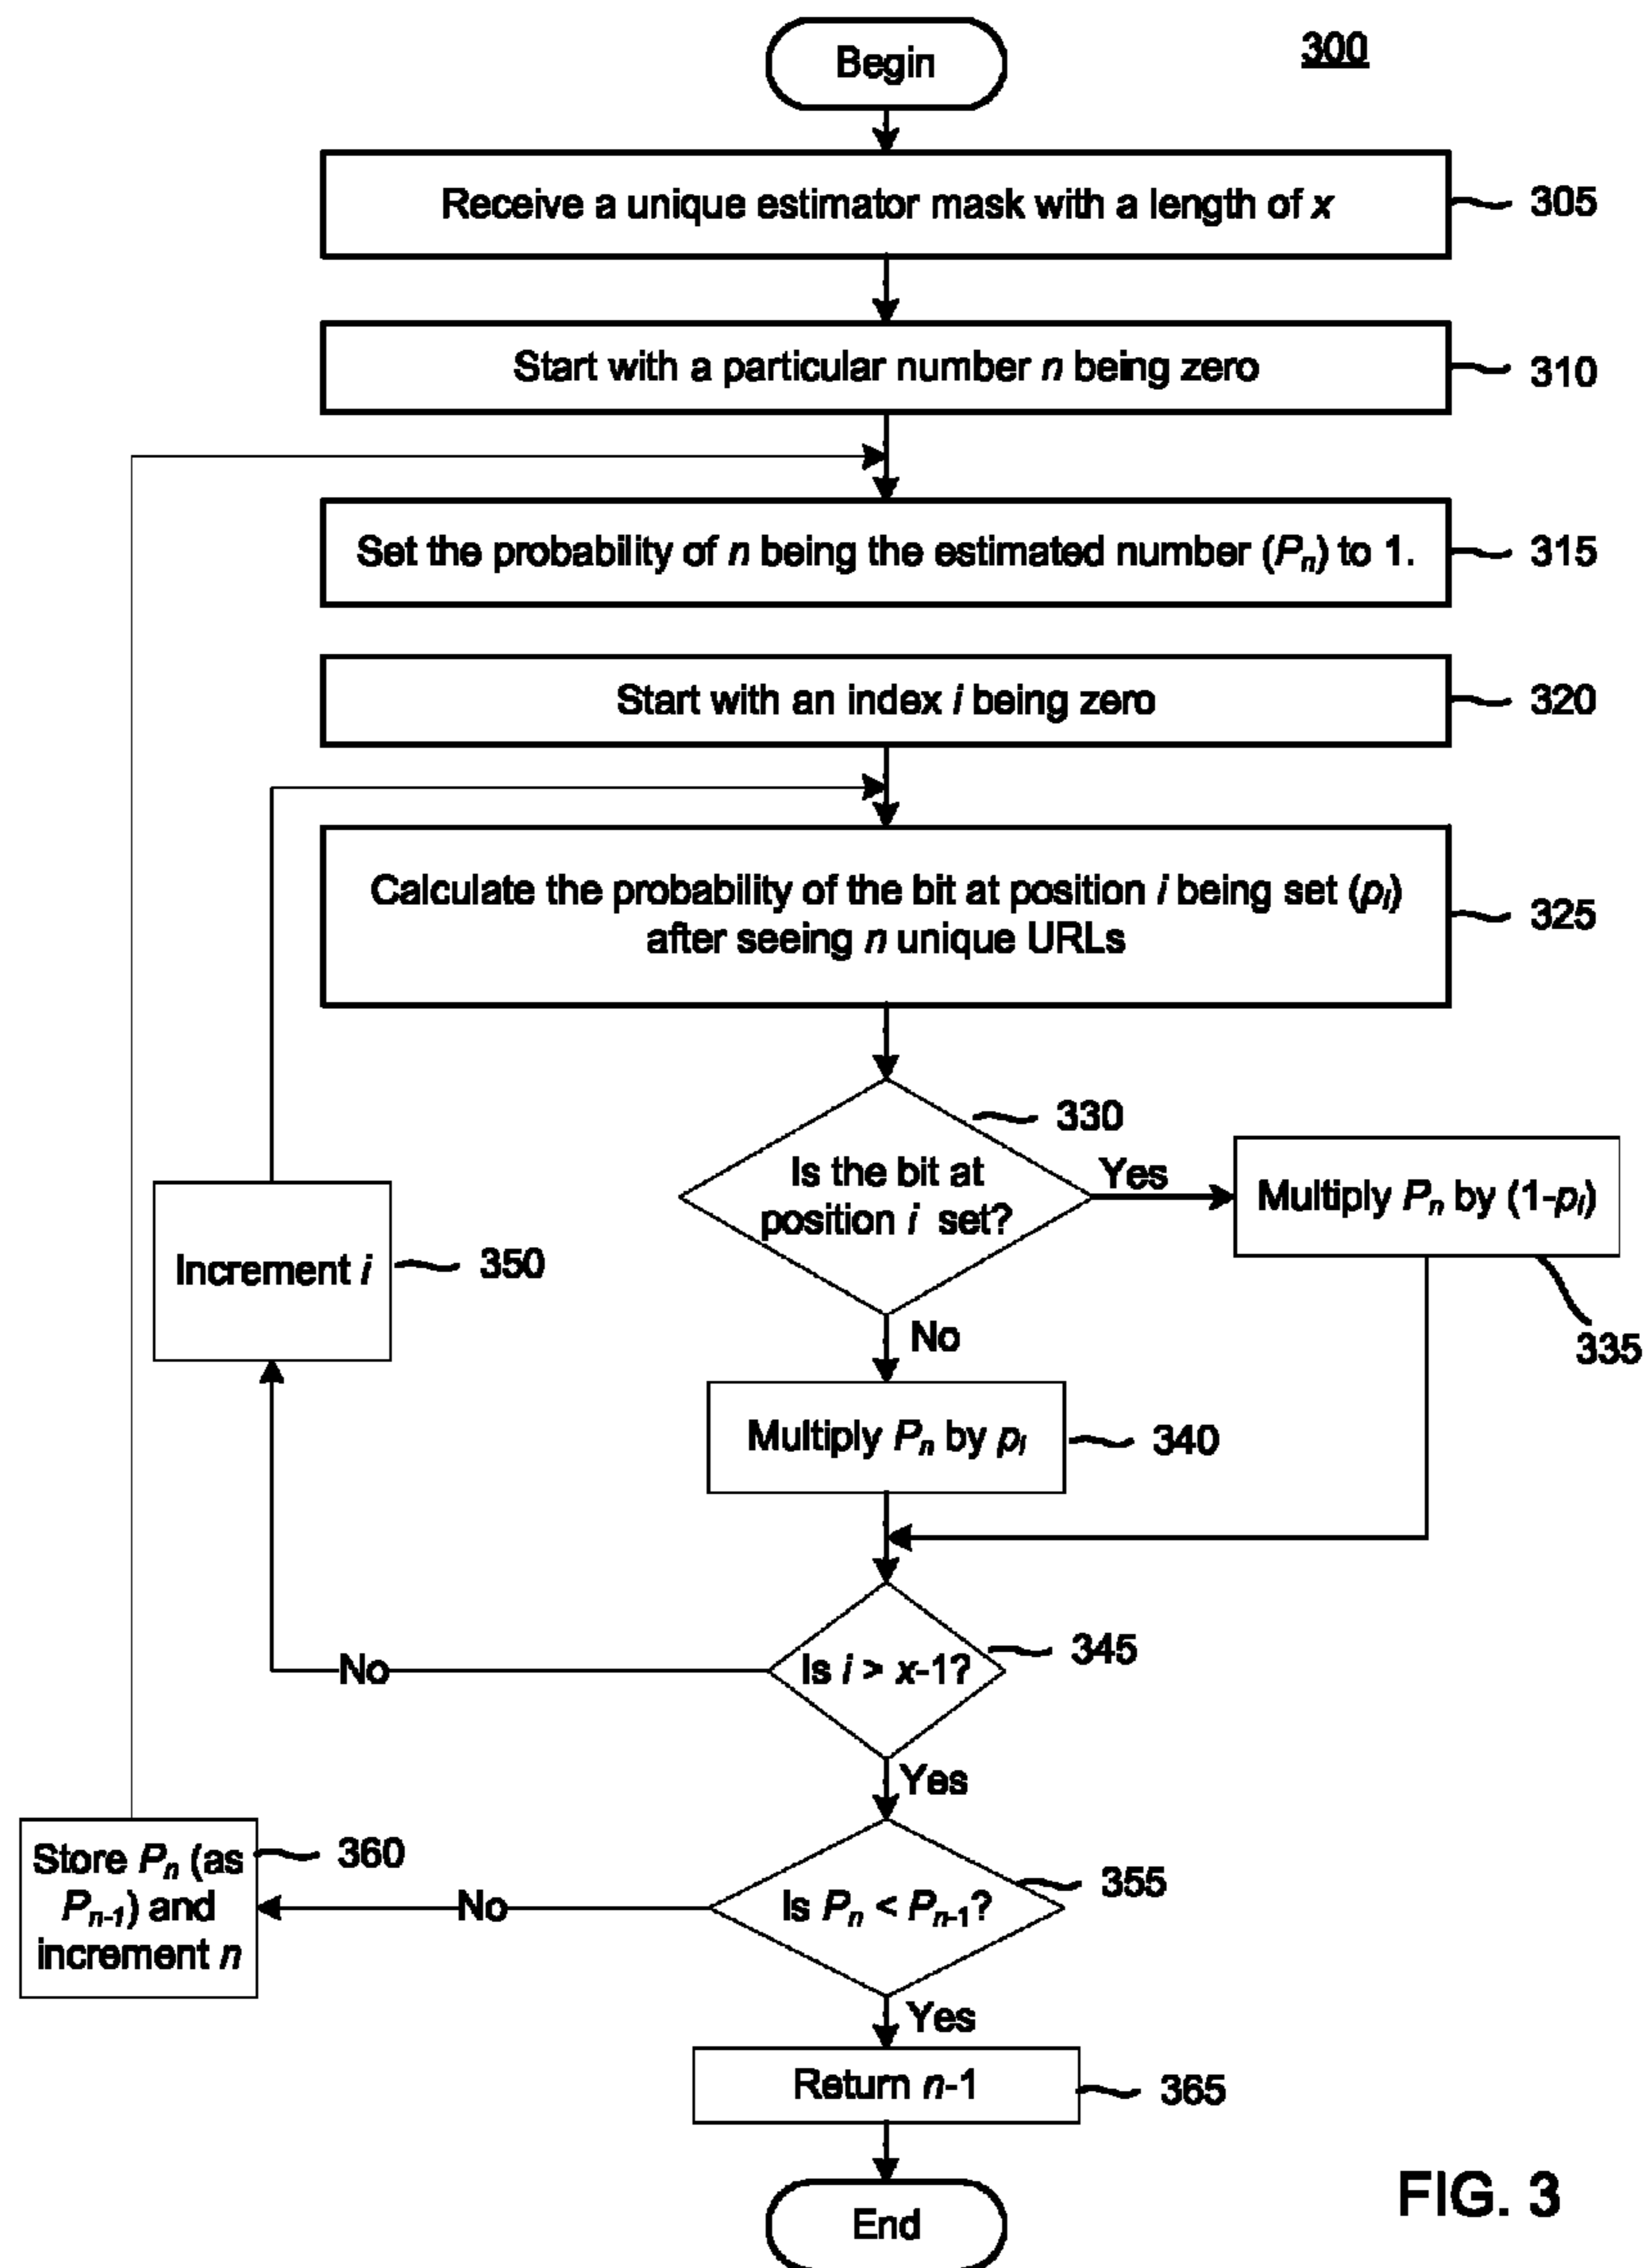 300
Begin
Receive a unique estimator mask with a length of x
305
Start with a particular number n being zero
310
Set the probability of n being the estimated number (Pn) to 1.
315
Start with an index i being zero
320
Calculate the probability of the bit at position i being set (pi)
after seeing n unique URLs
325
330
Is the bit at
position i set?
Yes
Multiply Pn by (1-pi)
335
Increment i
350
No
Multiply Pn by pi
340
Is i > x-1?
345
No
Yes
Store Pn (as
Pn-1) and
increment n
360
No
Is Pn < Pn-1?
355
Yes
Return n-1
365
End
FIG. 3